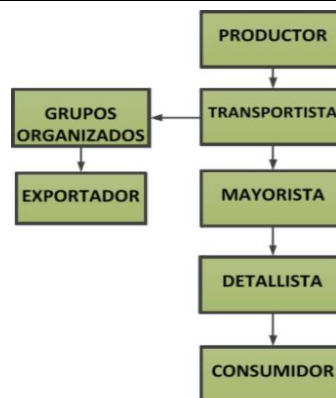 PRODUCTOR
GRUPOS
ORGANIZADOS
TRANSPORTISTA
EXPORTADOR
MAYORISTA
DETALLISTA
CONSUMIDOR